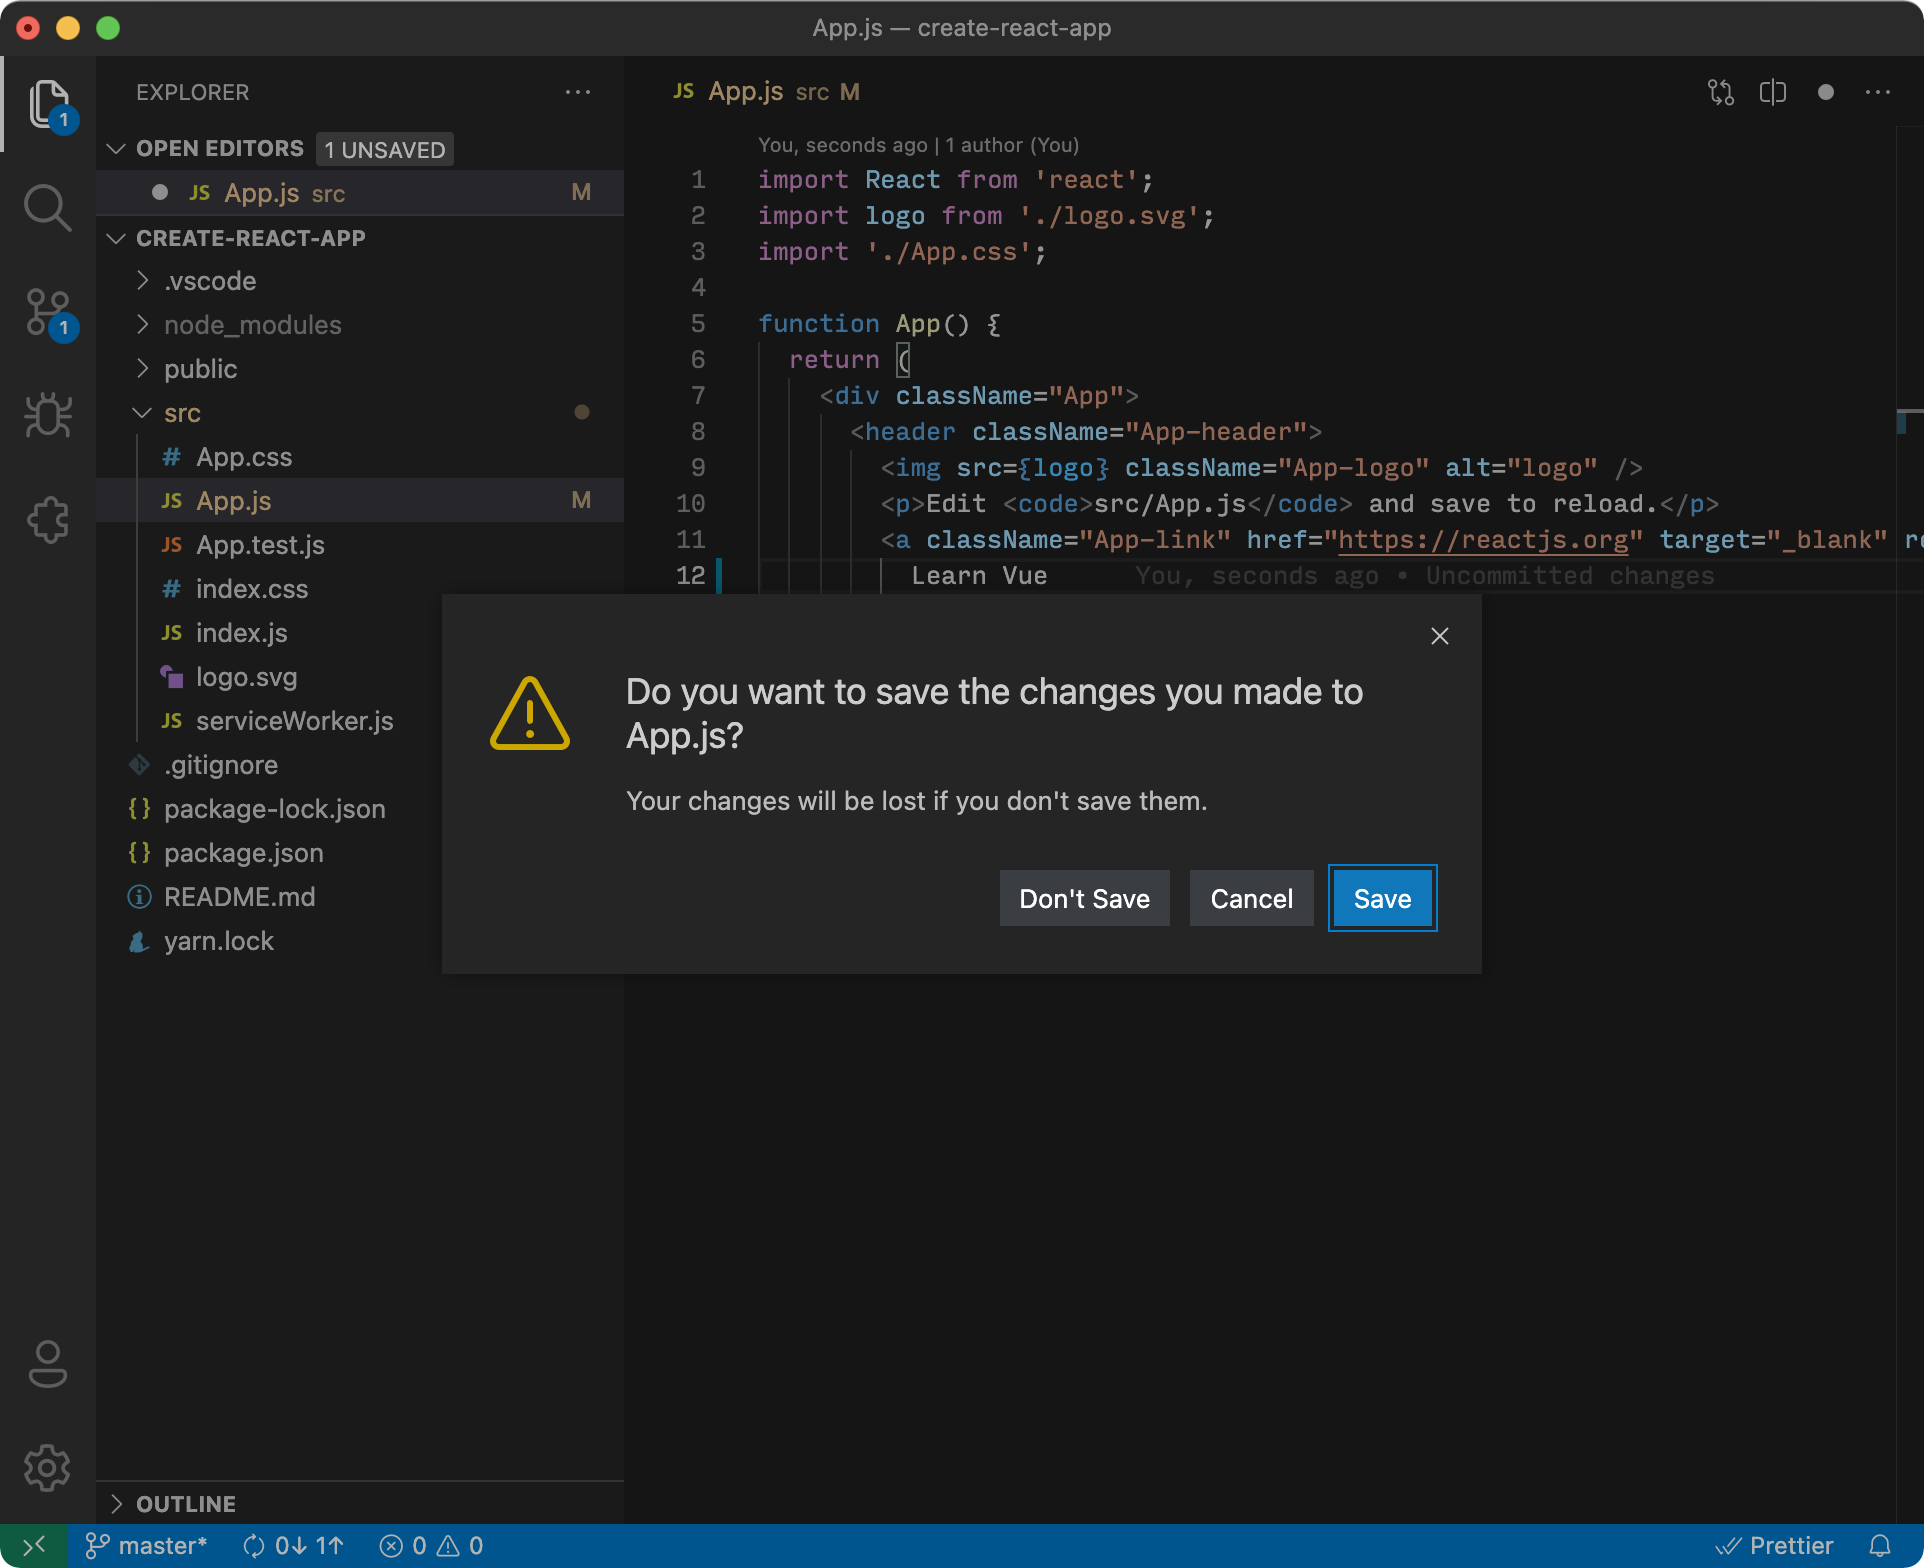 App.js — create-react-app
EXPLORER
1
OPEN EDITORS 1 UNSAVED
JS App.js src M
CREATE-REACT-APP
.vscode
1
node_modules
public
src
# App.css
JS App.js M
JS App.test.js
# index.css
JS index.js
logo.svg
JS serviceWorker.js
.gitignore
{} package-lock.json
{} package.json
README.md
yarn.lock
OUTLINE
JS App.js src M
You, seconds ago | 1 author (You)
1 import React from 'react';
2 import logo from './logo.svg';
3 import './App.css';
4
5 function App() {
6 return (
7 <div className="App">
8 <header className="App-header">
9 <img src={logo} className="App-logo" alt="logo" />
10 <p>Edit <code>src/App.js</code> and save to reload.</p>
11 <a className="App-link" href="https://reactjs.org" target="_blank" re
12 Learn Vue You, seconds ago • Uncommitted changes
Do you want to save the changes you made to
App.js?
Your changes will be lost if you don't save them.
Don't Save Cancel Save
master* 0↓ 1↑ 0 0 Prettier